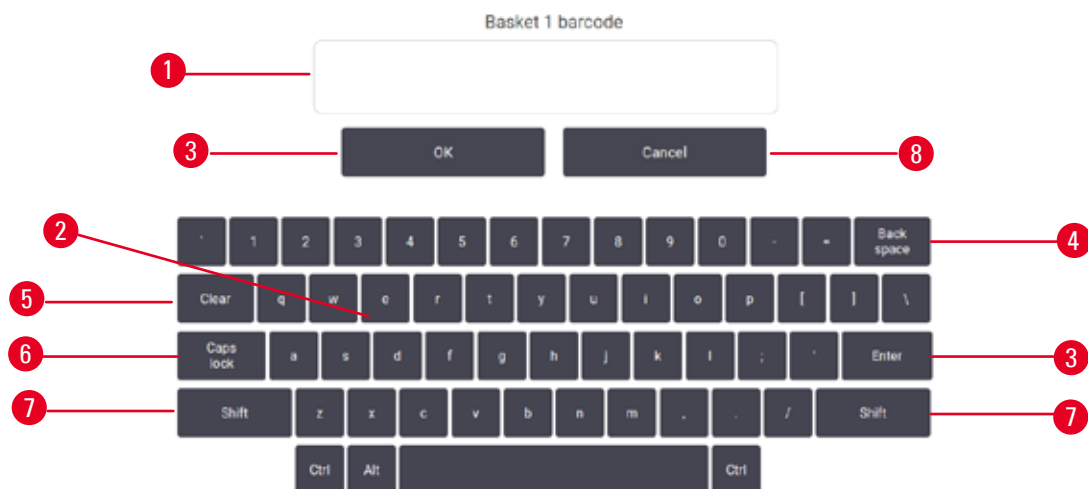 Basket 1 barcode
1
3 OK Cancel 8
2
` 1 2 3 4 5 6 7 8 9 0 - = Back space 4
5 Clear q w e r t y u i o p [ ] \
6 Caps lock a s d f g h j k l ; ' Enter 3
7 Shift z x c v b n m , . / Shift 7
Ctrl Alt Ctrl